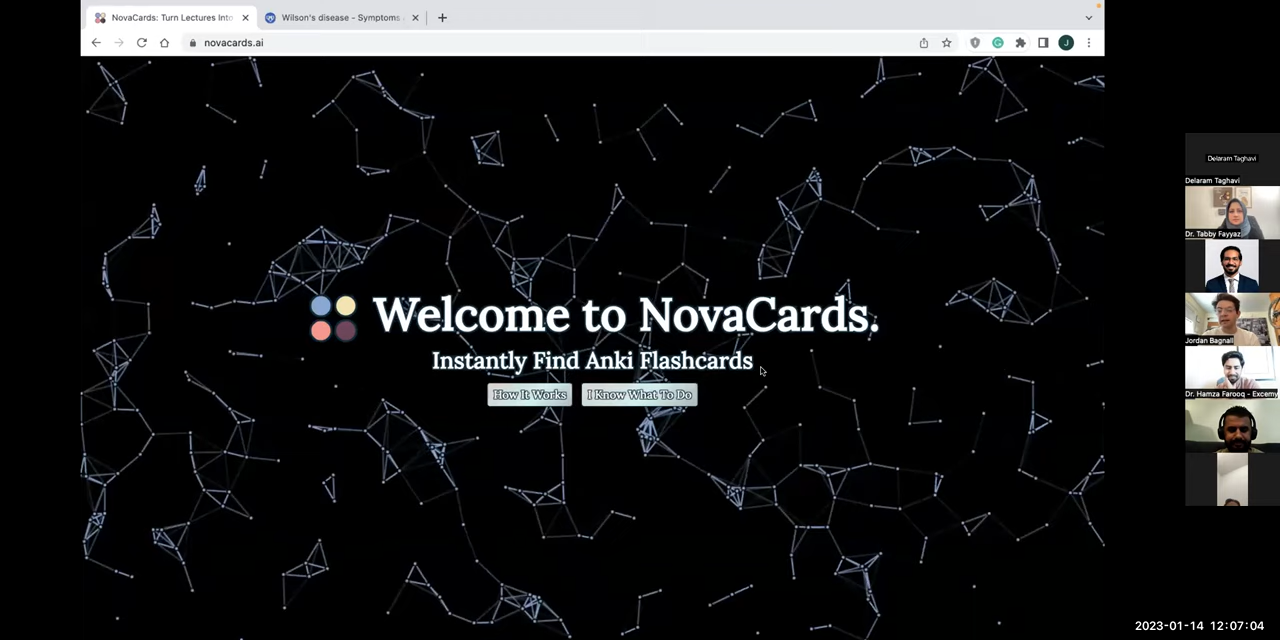 NovaCards: Turn Lectures Into
Wilson's disease - Symptoms
novacards.ai
J
Welcome to NovaCards.
Instantly Find Anki Flashcards
How It Works
I Know What To Do
Delaram Taghavi
Delaram Taghavi
Dr. Tabby Fayyaz
Jordan Bagnall
Dr. Hamza Farooq - Excemy
2023-01-14 12:07:04